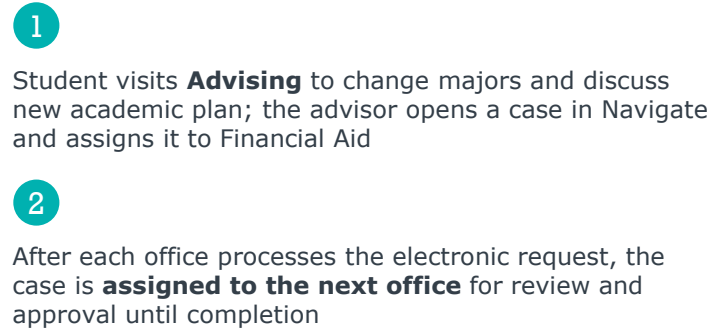 1
Student visits Advising to change majors and discuss
new academic plan; the advisor opens a case in Navigate
and assigns it to Financial Aid
2
After each office processes the electronic request, the
case is assigned to the next office for review and
approval until completion